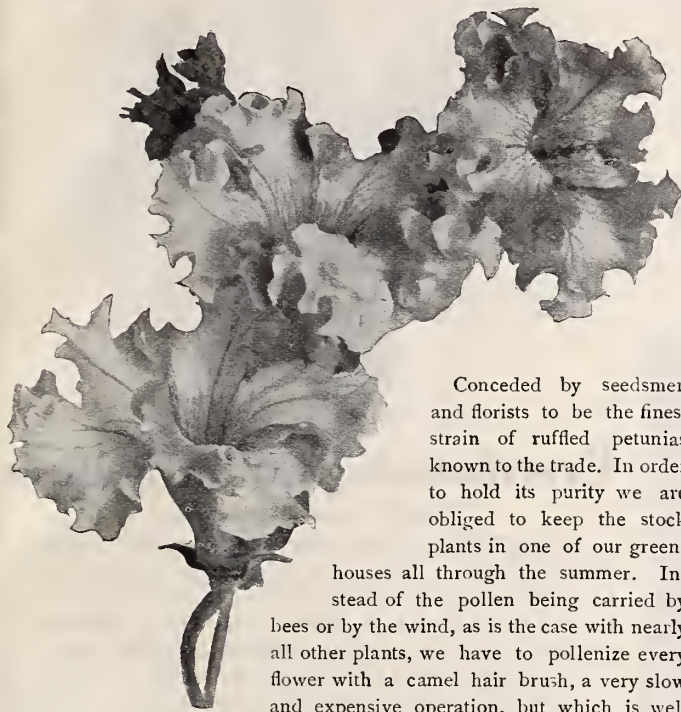 Conceded by seedsmen
and florists to be the finest
strain of ruffled petunias
known to the trade. In order
to hold its purity we are
obliged to keep the stock
plants in one of our green-
houses all through the summer. In-
stead of the pollen being carried by
bees or by the wind, as is the case with nearly
all other plants, we have to pollenize every
flower with a camel hair brush, a very slow
and expensive operation, but which is well